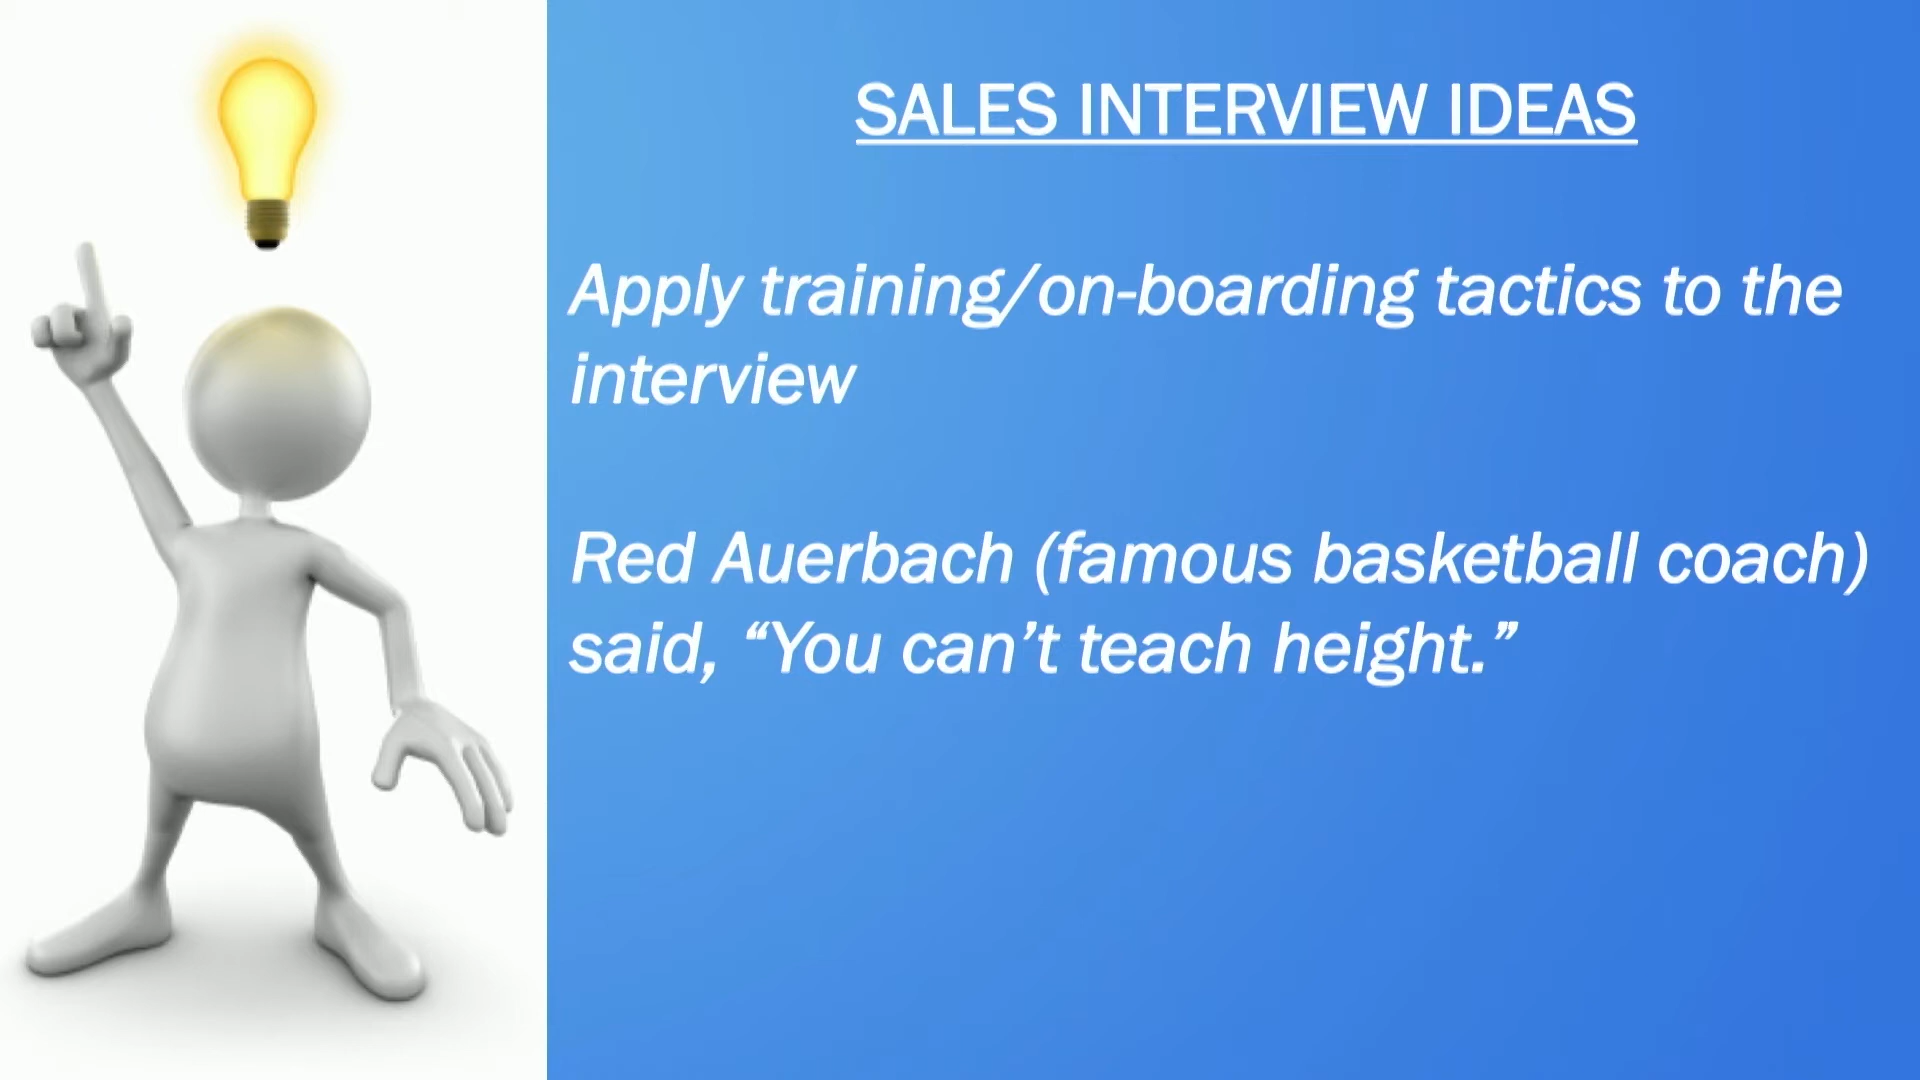 SALES INTERVIEW IDEAS
Apply training/on-boarding tactics to the
interview
Red Auerbach (famous basketball coach)
said, “You can’t teach height.”